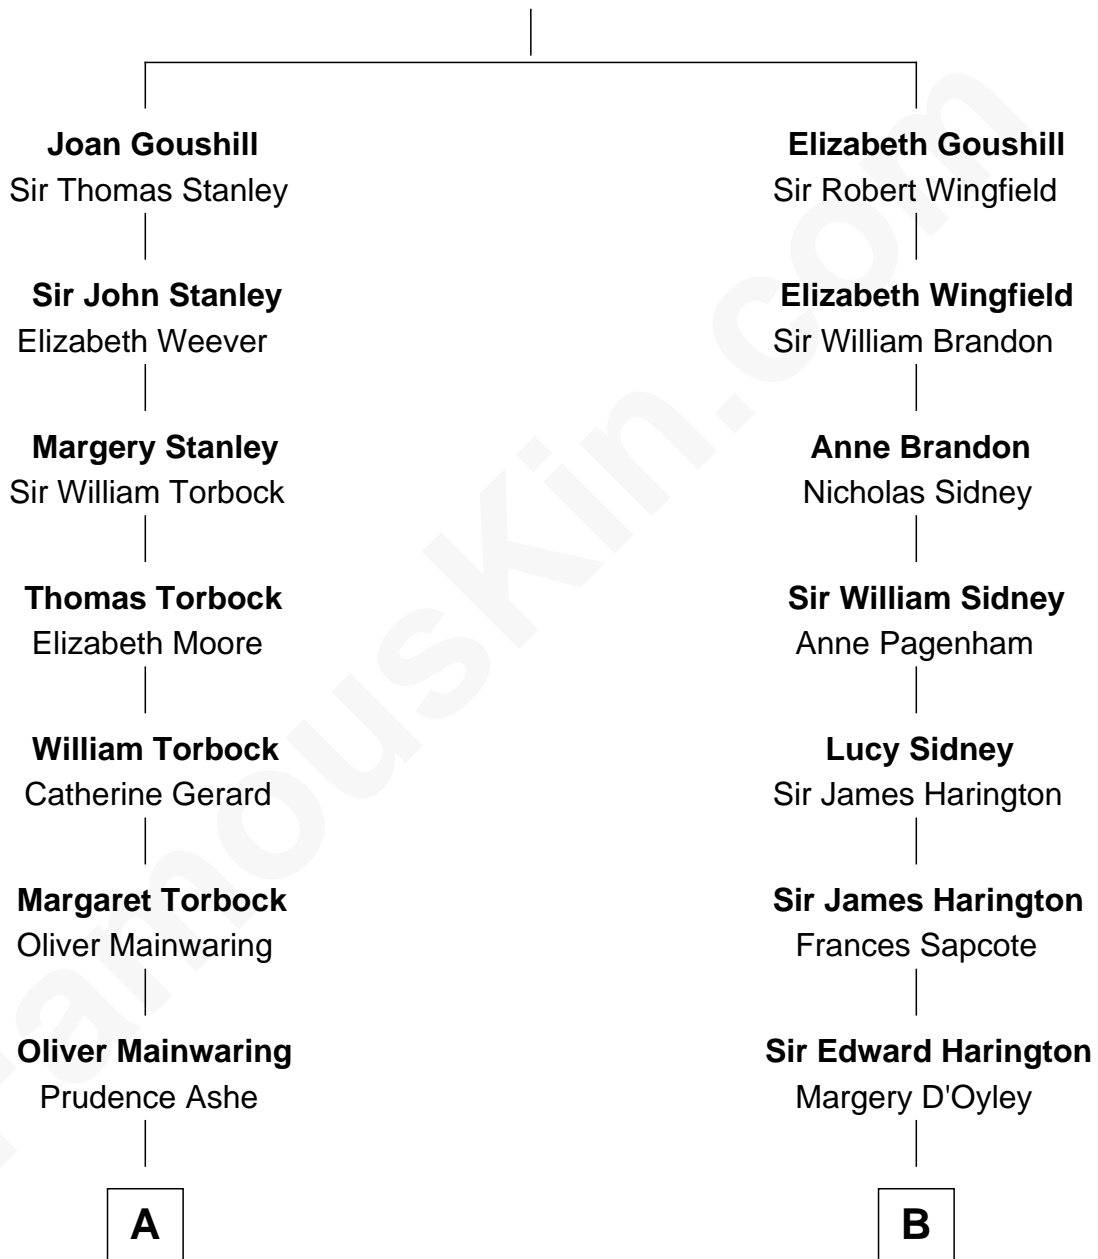 Joan Goushill
Sir Thomas Stanley
Sir John Stanley
Elizabeth Weever
Margery Stanley
Sir William Torbock
Thomas Torbock
Elizabeth Moore
William Torbock
Catherine Gerard
Margaret Torbock
Oliver Mainwaring
Oliver Mainwaring
Prudence Ashe
A
Elizabeth Goushill
Sir Robert Wingfield
Elizabeth Wingfield
Sir William Brandon
Anne Brandon
Nicholas Sidney
Sir William Sidney
Anne Pagenham
Lucy Sidney
Sir James Harington
Sir James Harington
Frances Sapcote
Sir Edward Harington
Margery D'Oyley
B
FamousKin.com